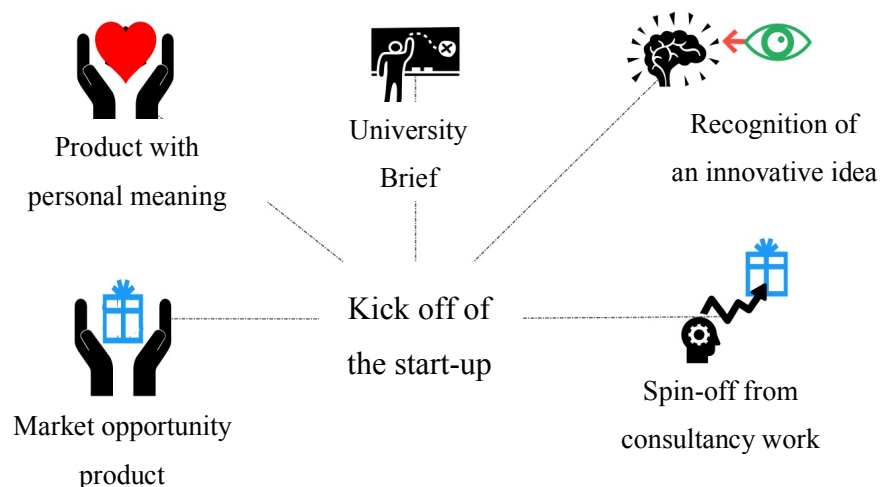 Product with
personal meaning
University
Brief
Recognition of
an innovative idea
Market opportunity
product
Kick off of
the start-up
Spin-off from
consultancy work